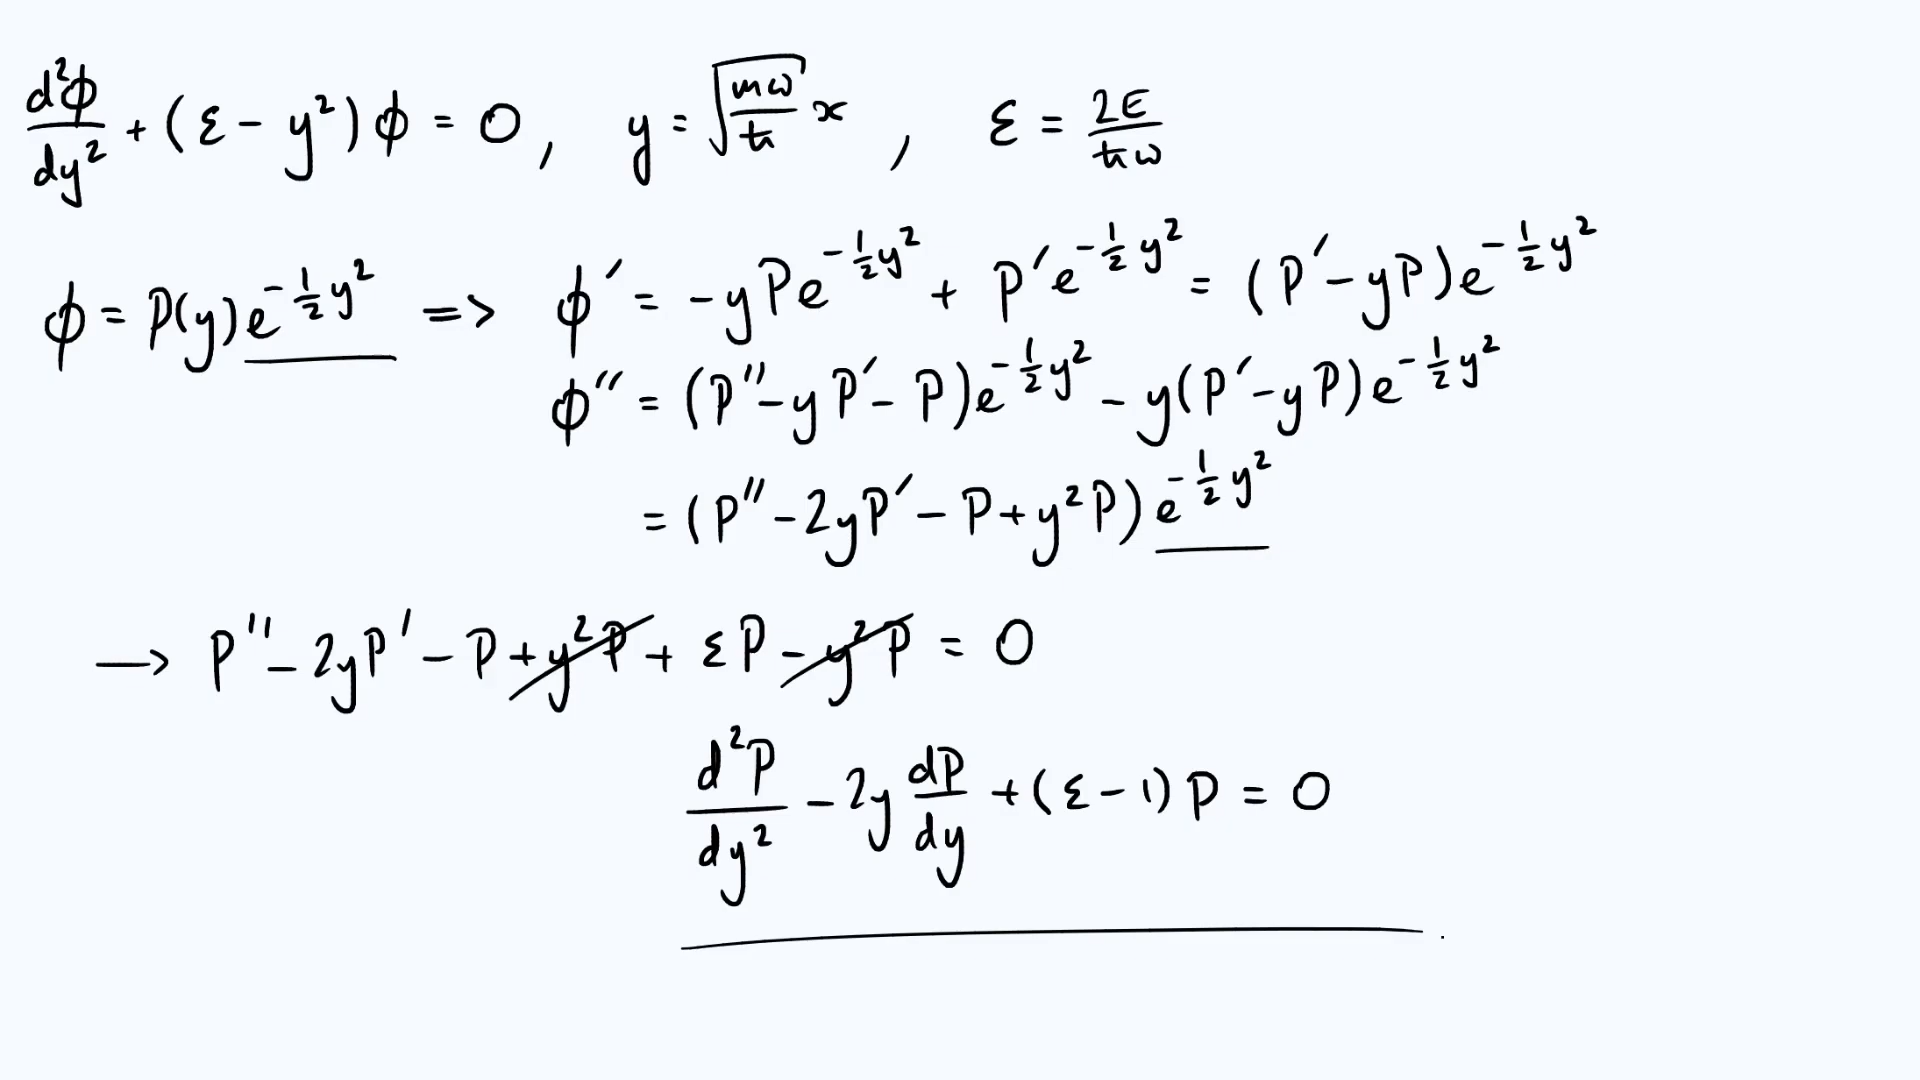 d²ϕ/dy² + (ε - y²)ϕ = 0, y = √(mω/ħ) x, ε = 2E/ħω
ϕ = P(y)e^{-½y²} => ϕ′ = -yPe^{-½y²} + P′e^{-½y²} = (P′-yP)e^{-½y²}
ϕ″ = (P″-yP′-P)e^{-½y²} - y(P′-yP)e^{-½y²}
= (P″-2yP′-P+y²P)e^{-½y²}
→ P″-2yP′-P+y²P+εP-y²P = 0
d²P/dy² - 2y dP/dy + (ε-1)P = 0